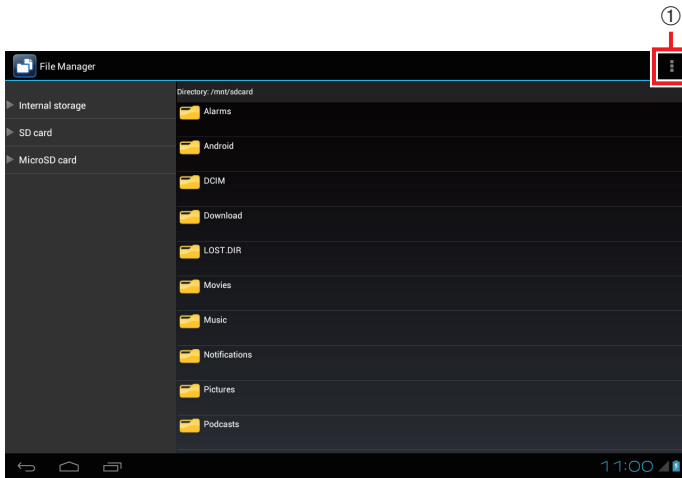 ①
File Manager
Directory: /mnt/sdcard
Internal storage
SD card
MicroSD card
Alarms
Android
DCIM
Download
LOST.DIR
Movies
Music
Notifications
Pictures
Podcasts
11:00